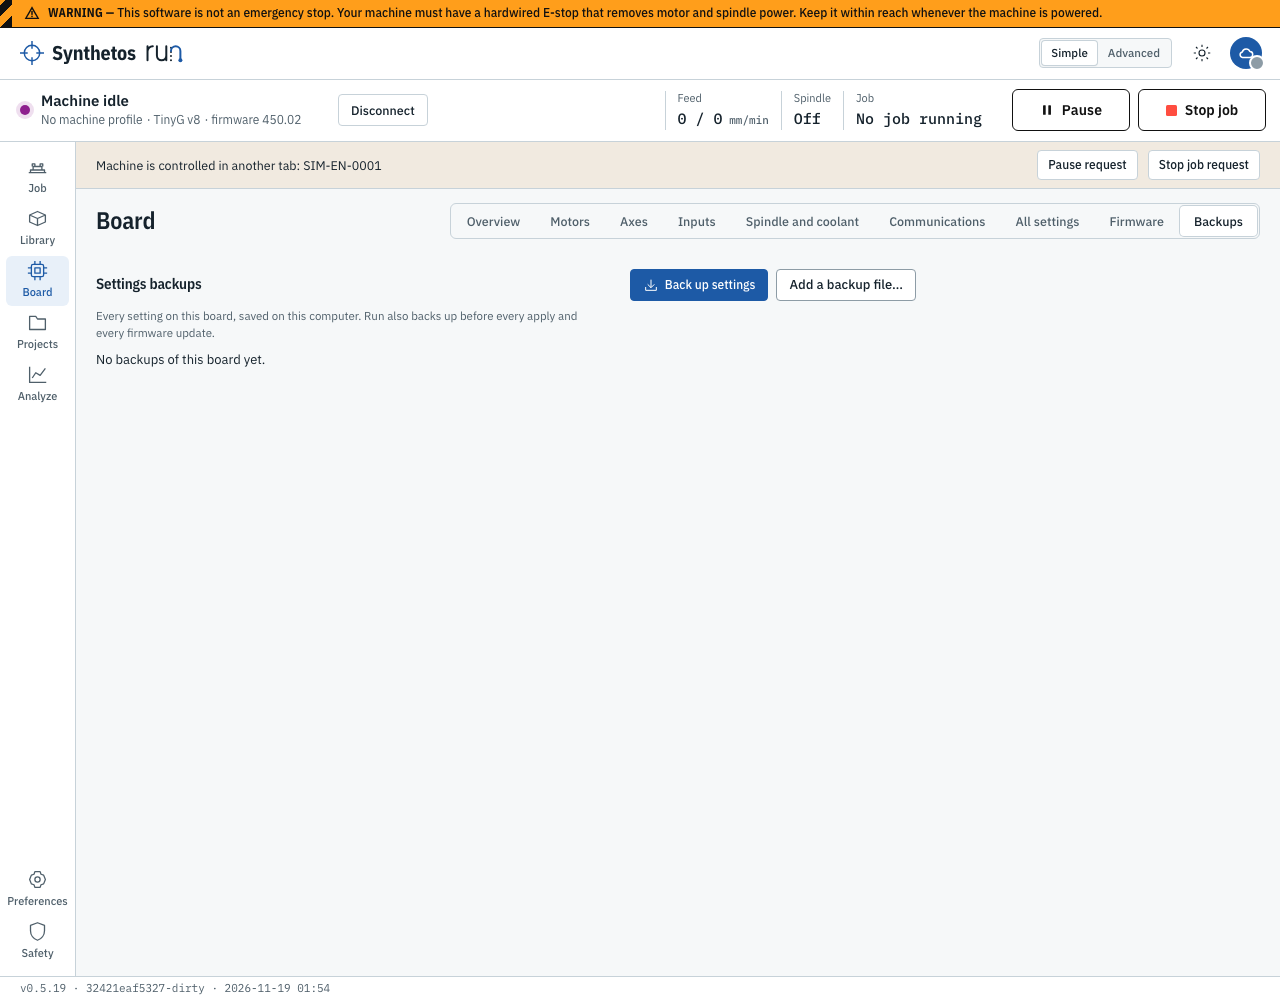 WARNING — This software is not an emergency stop. Your machine must have a hardwired E-stop that removes motor and spindle power. Keep it within reach whenever the machine is powered.
Synthetos run
Simple
Advanced
Machine idle
No machine profile · TinyG v8 · firmware 450.02
Disconnect
Feed
0 / 0 mm/min
Spindle
Off
Job
No job running
Pause
Stop job
Job
Library
Board
Projects
Analyze
Preferences
Safety
Machine is controlled in another tab: SIM-EN-0001
Pause request
Stop job request
Board
Overview
Motors
Axes
Inputs
Spindle and coolant
Communications
All settings
Firmware
Backups
Settings backups
Back up settings
Add a backup file...
Every setting on this board, saved on this computer. Run also backs up before every apply and
every firmware update.
No backups of this board yet.
v0.5.19 · 32421eaf5327-dirty · 2026-11-19 01:54